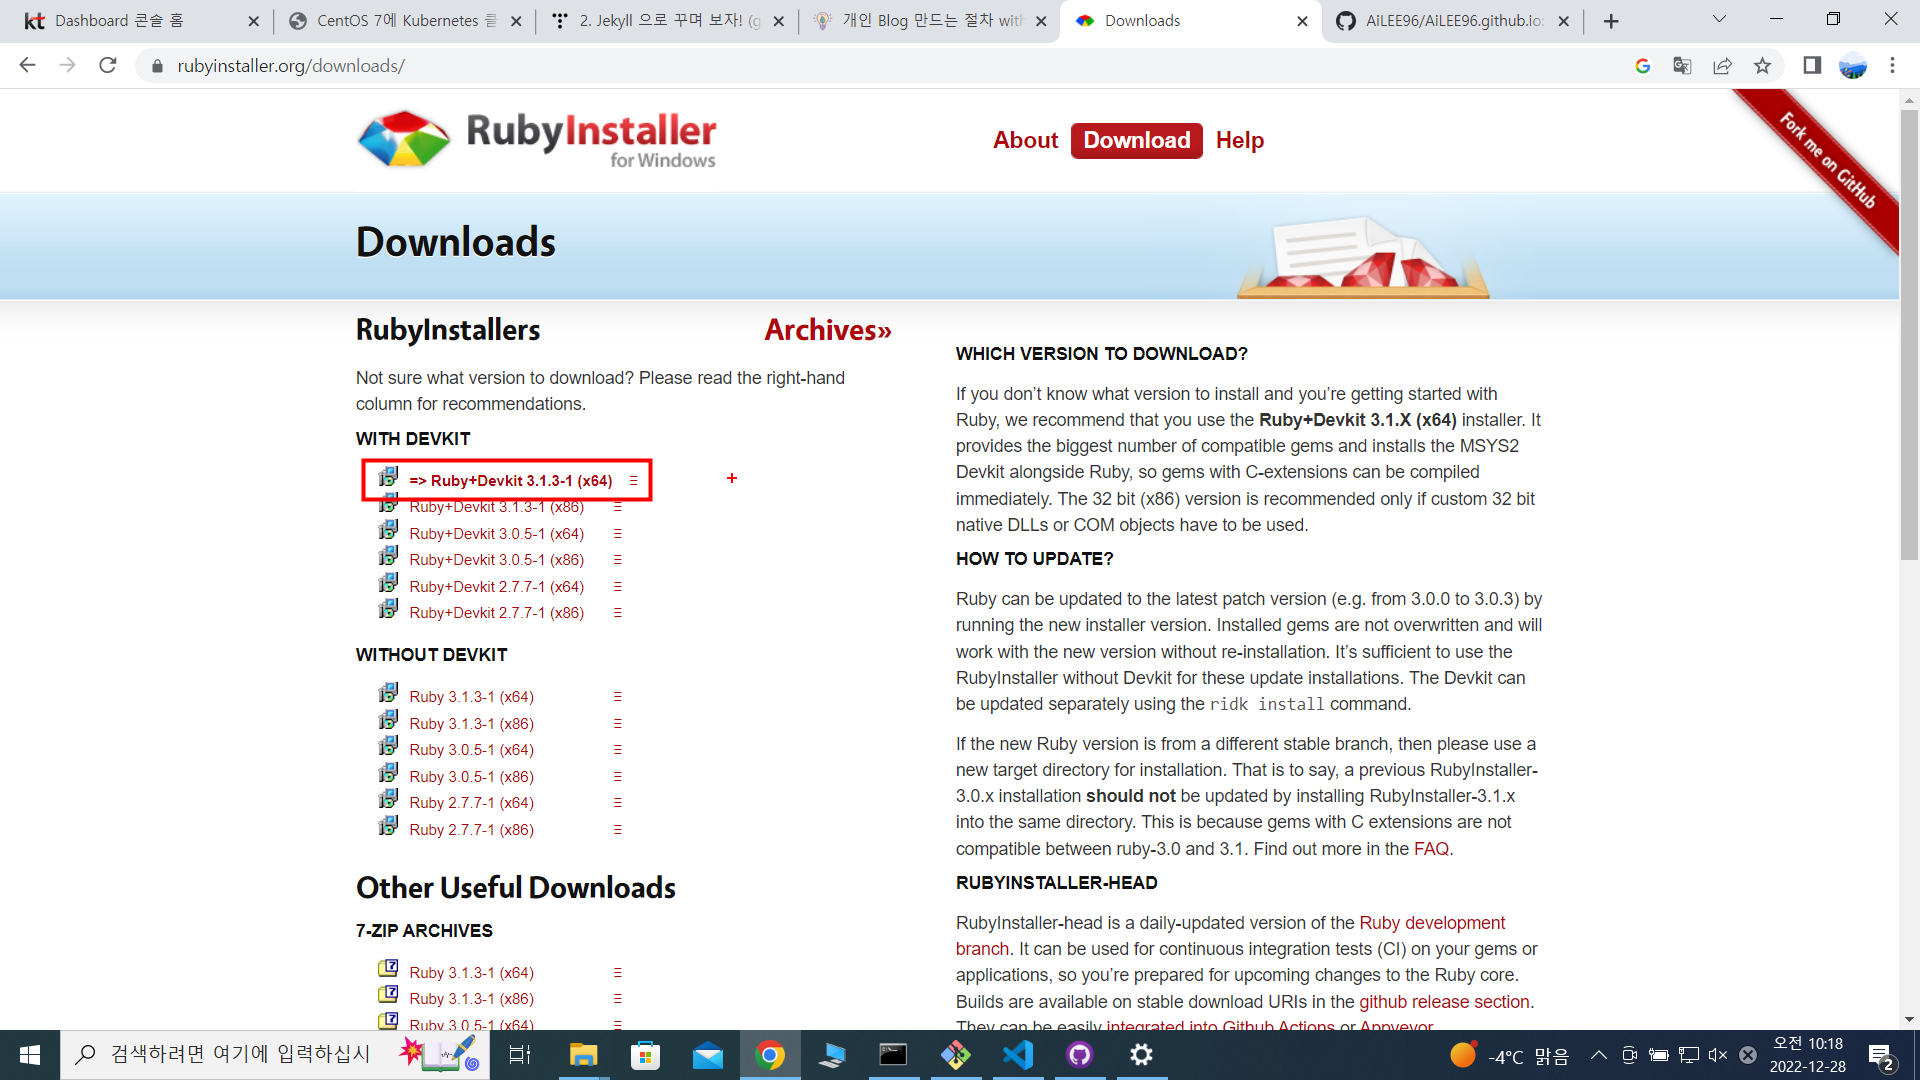 kt Dashboard 콘솔 홈
CentOS 7에 Kubernetes 클
2. Jekyll 으로 꾸며 보자! (g
개인 Blog 만드는 절차 with
Downloads
AiLEE96/AiLEE96.github.io:
rubyinstaller.org/downloads/
RubyInstaller
for Windows
About
Download
Help
Fork me on GitHub
Downloads
RubyInstallers
Archives»
Not sure what version to download? Please read the right-hand
column for recommendations.
WITH DEVKIT
=> Ruby+Devkit 3.1.3-1 (x64)
Ruby+Devkit 3.1.3-1 (x86)
Ruby+Devkit 3.0.5-1 (x64)
Ruby+Devkit 3.0.5-1 (x86)
Ruby+Devkit 2.7.7-1 (x64)
Ruby+Devkit 2.7.7-1 (x86)
WITHOUT DEVKIT
Ruby 3.1.3-1 (x64)
Ruby 3.1.3-1 (x86)
Ruby 3.0.5-1 (x64)
Ruby 3.0.5-1 (x86)
Ruby 2.7.7-1 (x64)
Ruby 2.7.7-1 (x86)
Other Useful Downloads
7-ZIP ARCHIVES
Ruby 3.1.3-1 (x64)
Ruby 3.1.3-1 (x86)
Ruby 3.0.5-1 (x64)
WHICH VERSION TO DOWNLOAD?
If you don’t know what version to install and you’re getting started with
Ruby, we recommend that you use the Ruby+Devkit 3.1.X (x64) installer. It
provides the biggest number of compatible gems and installs the MSYS2
Devkit alongside Ruby, so gems with C-extensions can be compiled
immediately. The 32 bit (x86) version is recommended only if custom 32 bit
native DLLs or COM objects have to be used.
HOW TO UPDATE?
Ruby can be updated to the latest patch version (e.g. from 3.0.0 to 3.0.3) by
running the new installer version. Installed gems are not overwritten and will
work with the new version without re-installation. It’s sufficient to use the
RubyInstaller without Devkit for these update installations. The Devkit can
be updated separately using the ridk install command.
If the new Ruby version is from a different stable branch, then please use a
new target directory for installation. That is to say, a previous RubyInstaller-
3.0.x installation should not be updated by installing RubyInstaller-3.1.x
into the same directory. This is because gems with C extensions are not
compatible between ruby-3.0 and 3.1. Find out more in the FAQ.
RUBYINSTALLER-HEAD
RubyInstaller-head is a daily-updated version of the Ruby development
branch. It can be used for continuous integration tests (CI) on your gems or
applications, so you’re prepared for upcoming changes to the Ruby core.
Builds are available on stable download URIs in the github release section.
They can be easily integrated into Github Actions or Appveyor.
검색하려면 여기에 입력하십시
-4°C 맑음
오전 10:18
2022-12-28
2